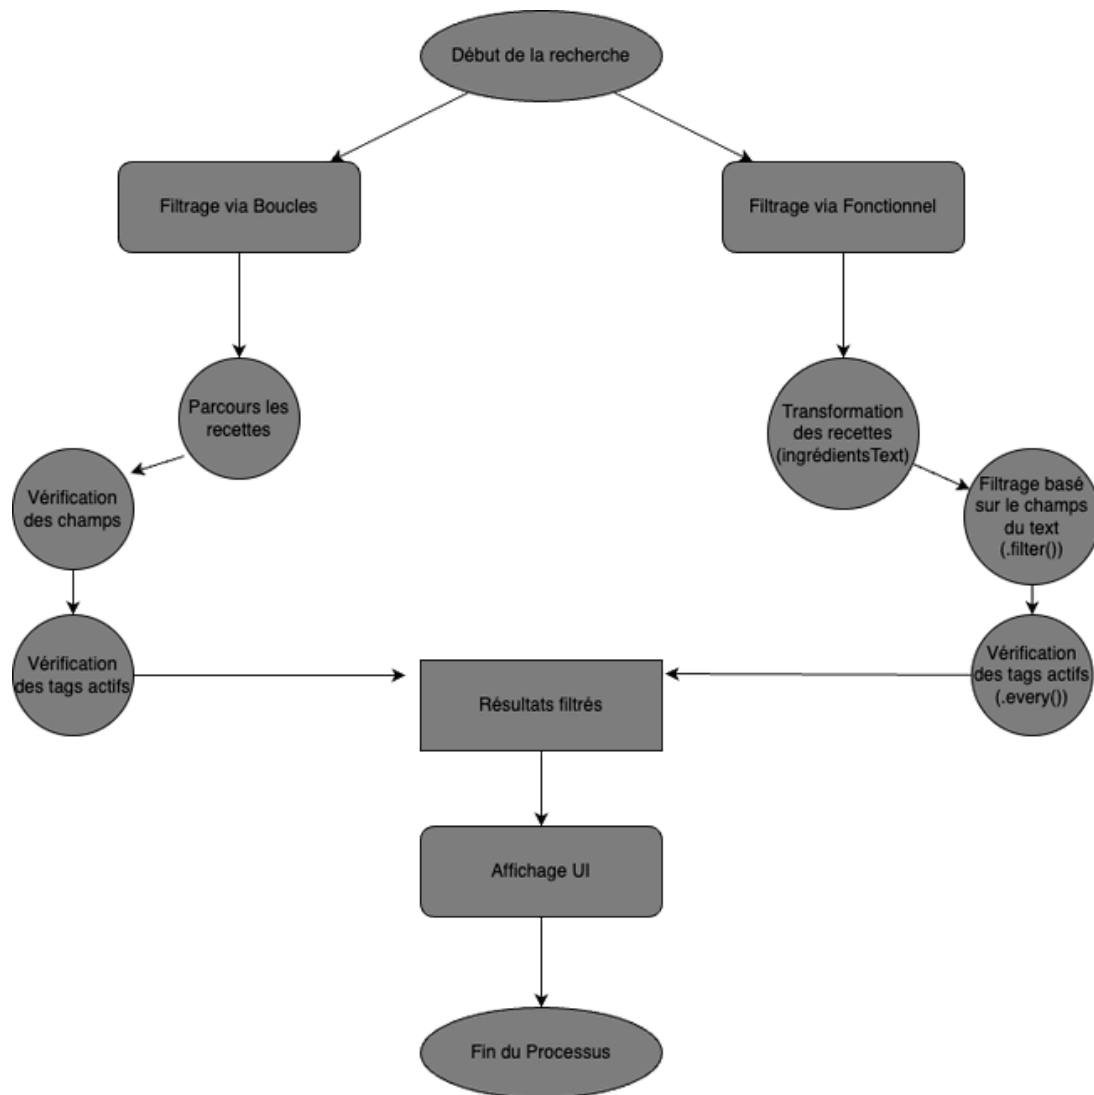 Début de la recherche
Filtrage via Boucles
Filtrage via Fonctionnel
Parcours les
recettes
Transformation
des recettes
(ingrédientsText)
Vérification
des champs
Filtrage basé
sur le champs
du text
(.filter())
Vérification
des tags actifs
Vérification
des tags actifs
(.every())
Résultats filtrés
Affichage UI
Fin du Processus